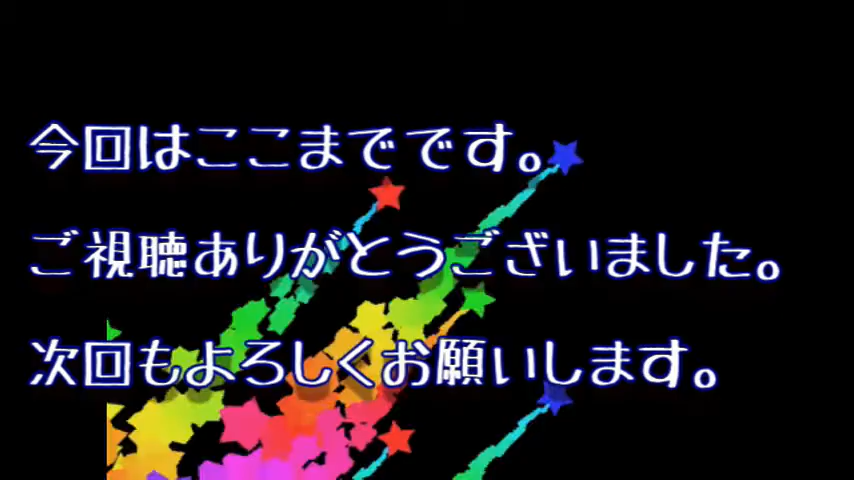 今回はここまでです。
ご視聴ありがとうございました。
次回もよろしくお願いします。